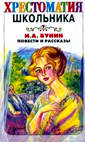 ХРЕСТОМАТИЯ
ШКОЛЬНИКА
И.А. БУНИН
ПОВЕСТИ И РАССКАЗЫ